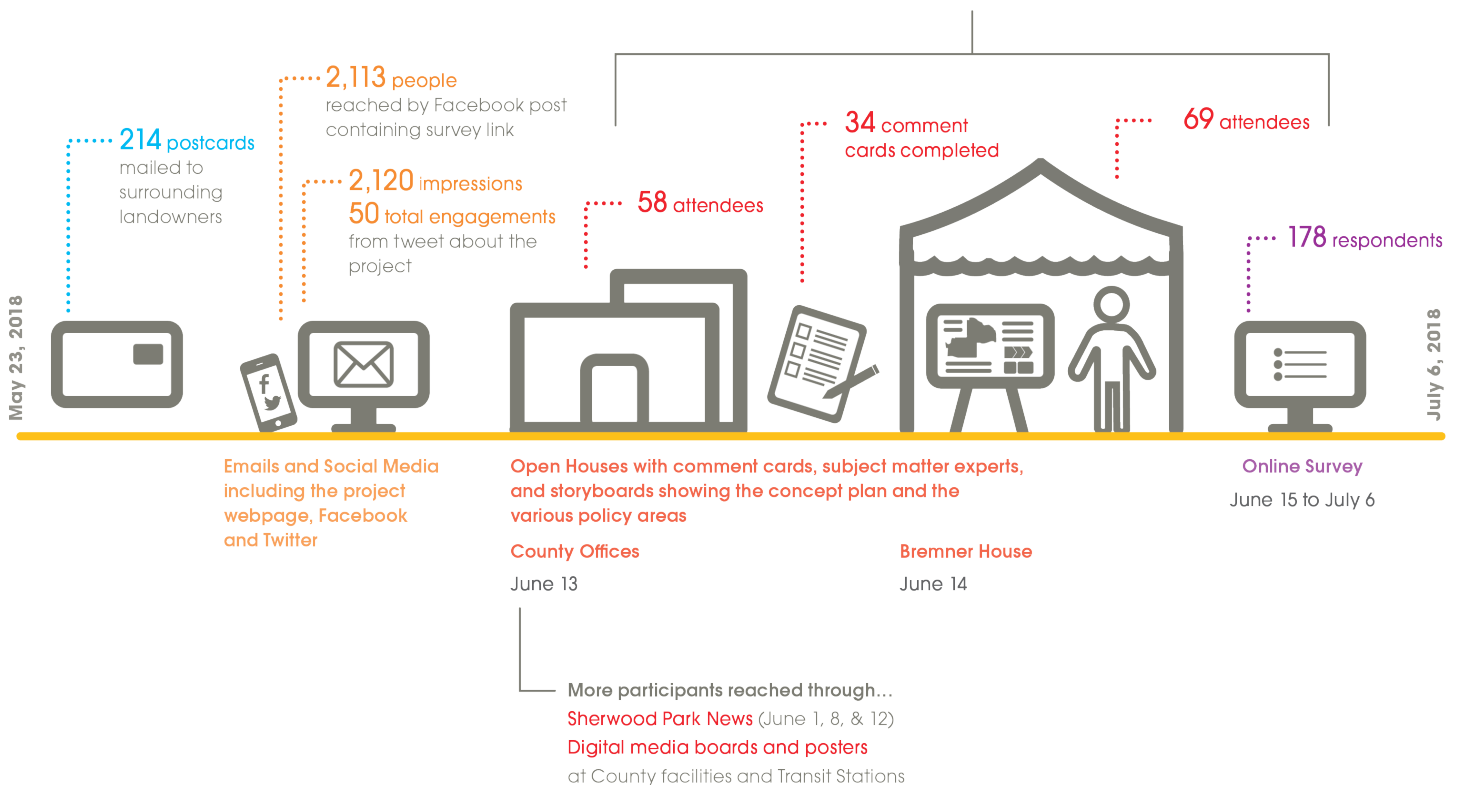 May 23, 2018
214 postcards
mailed to
surrounding
landowners
2,113 people
reached by Facebook post
containing survey link
2,120 impressions
50 total engagements
from tweet about the
project
58 attendees
34 comment
cards completed
69 attendees
178 respondents
July 6, 2018
Emails and Social Media
including the project
webpage, Facebook
and Twitter
Open Houses with comment cards, subject matter experts,
and storyboards showing the concept plan and the
various policy areas
County Offices
June 13
Bremner House
June 14
Online Survey
June 15 to July 6
More participants reached through...
Sherwood Park News (June 1, 8, & 12)
Digital media boards and posters
at County facilities and Transit Stations